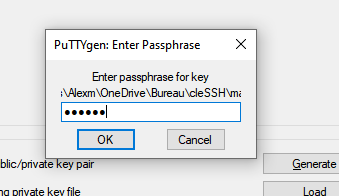 PuTTYgen: Enter Passphrase
Enter passphrase for key
\Alexm\OneDrive\Bureau\cleSSH\ma
●●●●●●
OK Cancel
blic/private key pair Generate
private key file Load